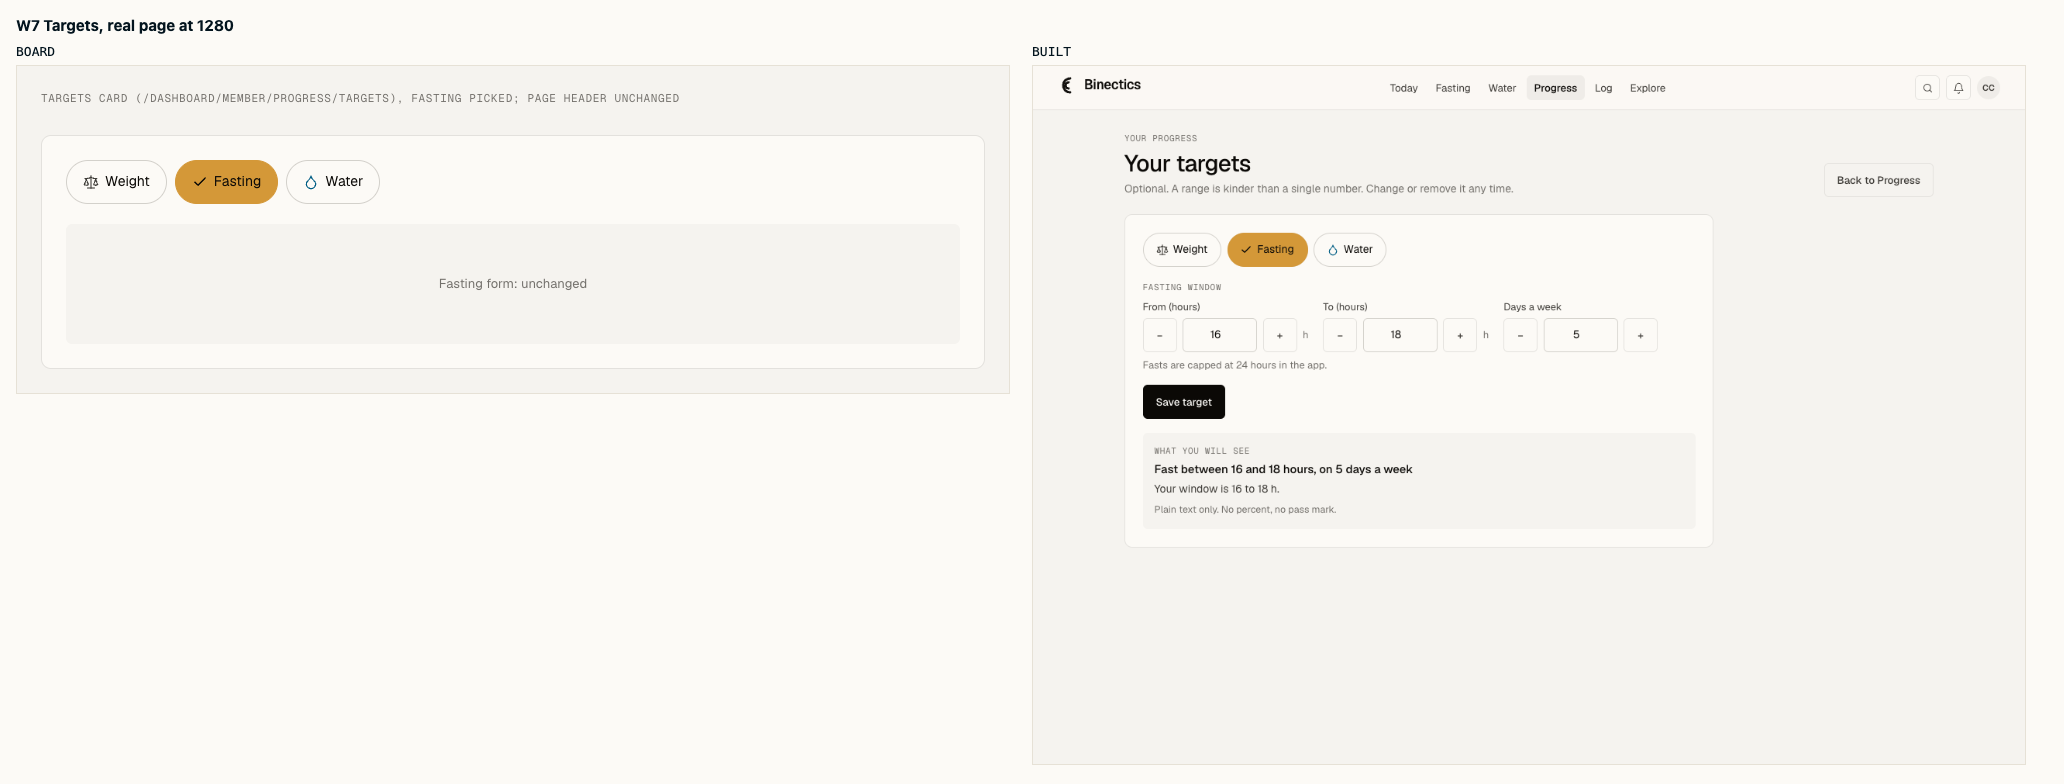 W7 Targets, real page at 1280
BOARD
TARGETS CARD (/DASHBOARD/MEMBER/PROGRESS/TARGETS), FASTING PICKED; PAGE HEADER UNCHANGED
Weight
Fasting
Water
Fasting form: unchanged
BUILT
Binectics
Today
Fasting
Water
Progress
Log
Explore
CC
YOUR PROGRESS
Your targets
Optional. A range is kinder than a single number. Change or remove it any time.
Back to Progress
Weight
Fasting
Water
FASTING WINDOW
From (hours)
To (hours)
Days a week
− 16 + h
− 18 + h
− 5 +
Fasts are capped at 24 hours in the app.
Save target
WHAT YOU WILL SEE
Fast between 16 and 18 hours, on 5 days a week
Your window is 16 to 18 h.
Plain text only. No percent, no pass mark.